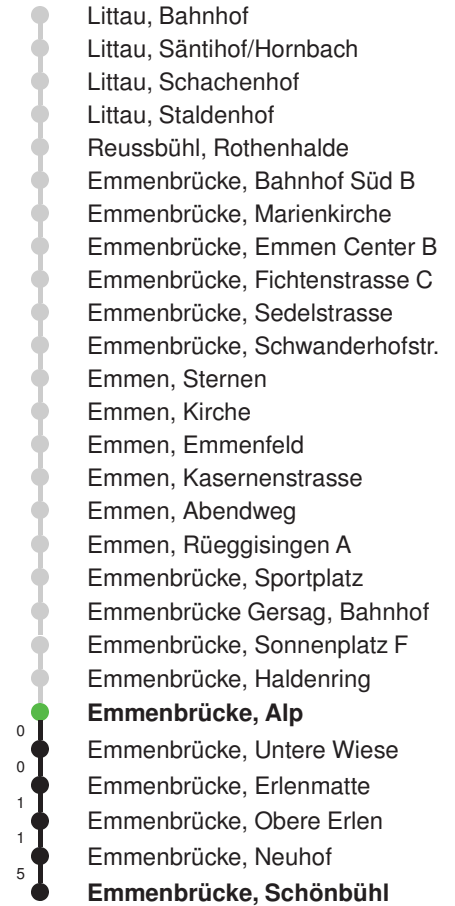 Littau, Bahnhof
Littau, Säntihof/Hornbach
Littau, Schachenhof
Littau, Staldenhof
Reussbühl, Rothenhalde
Emmenbrücke, Bahnhof Süd B
Emmenbrücke, Marienkirche
Emmenbrücke, Emmen Center B
Emmenbrücke, Fichtenstrasse C
Emmenbrücke, Sedelstrasse
Emmenbrücke, Schwanderhofstr.
Emmen, Sternen
Emmen, Kirche
Emmen, Emmenfeld
Emmen, Kasernenstrasse
Emmen, Abendweg
Emmen, Rüeggisingen A
Emmenbrücke, Sportplatz
Emmenbrücke Gersag, Bahnhof
Emmenbrücke, Sonnenplatz F
Emmenbrücke, Haldenring
Emmenbrücke, Alp
0
Emmenbrücke, Untere Wiese
0
Emmenbrücke, Erlenmatte
1
Emmenbrücke, Obere Erlen
1
Emmenbrücke, Neuhof
5
Emmenbrücke, Schönbühl